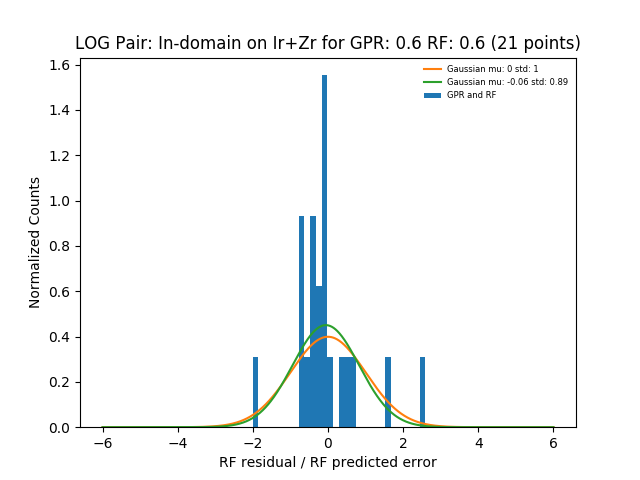 LOG Pair: In-domain on Ir+Zr for GPR: 0.6 RF: 0.6 (21 points)
Gaussian mu: 0 std: 1
Gaussian mu: -0.06 std: 0.89
GPR and RF
Normalized Counts
1.6
1.4
1.2
1.0
0.8
0.6
0.4
0.2
0.0
−6 −4 −2 0 2 4 6
RF residual / RF predicted error